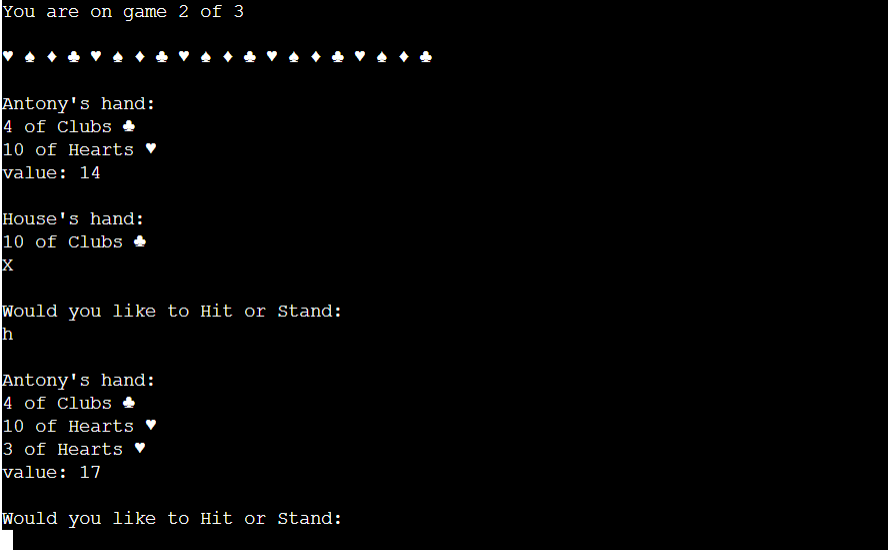 You are on game 2 of 3
♥ ♠ ♦ ♣ ♥ ♠ ♦ ♣ ♥ ♠ ♦ ♣ ♥ ♠ ♦ ♣ ♥ ♠ ♦ ♣
Antony's hand:
4 of Clubs ♣
10 of Hearts ♥
value: 14
House's hand:
10 of Clubs ♣
X
Would you like to Hit or Stand:
h
Antony's hand:
4 of Clubs ♣
10 of Hearts ♥
3 of Hearts ♥
value: 17
Would you like to Hit or Stand: